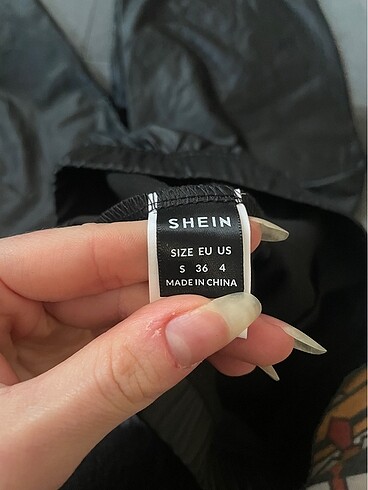 SHEIN
SIZE EU US
S 36 4
MADE IN CHINA